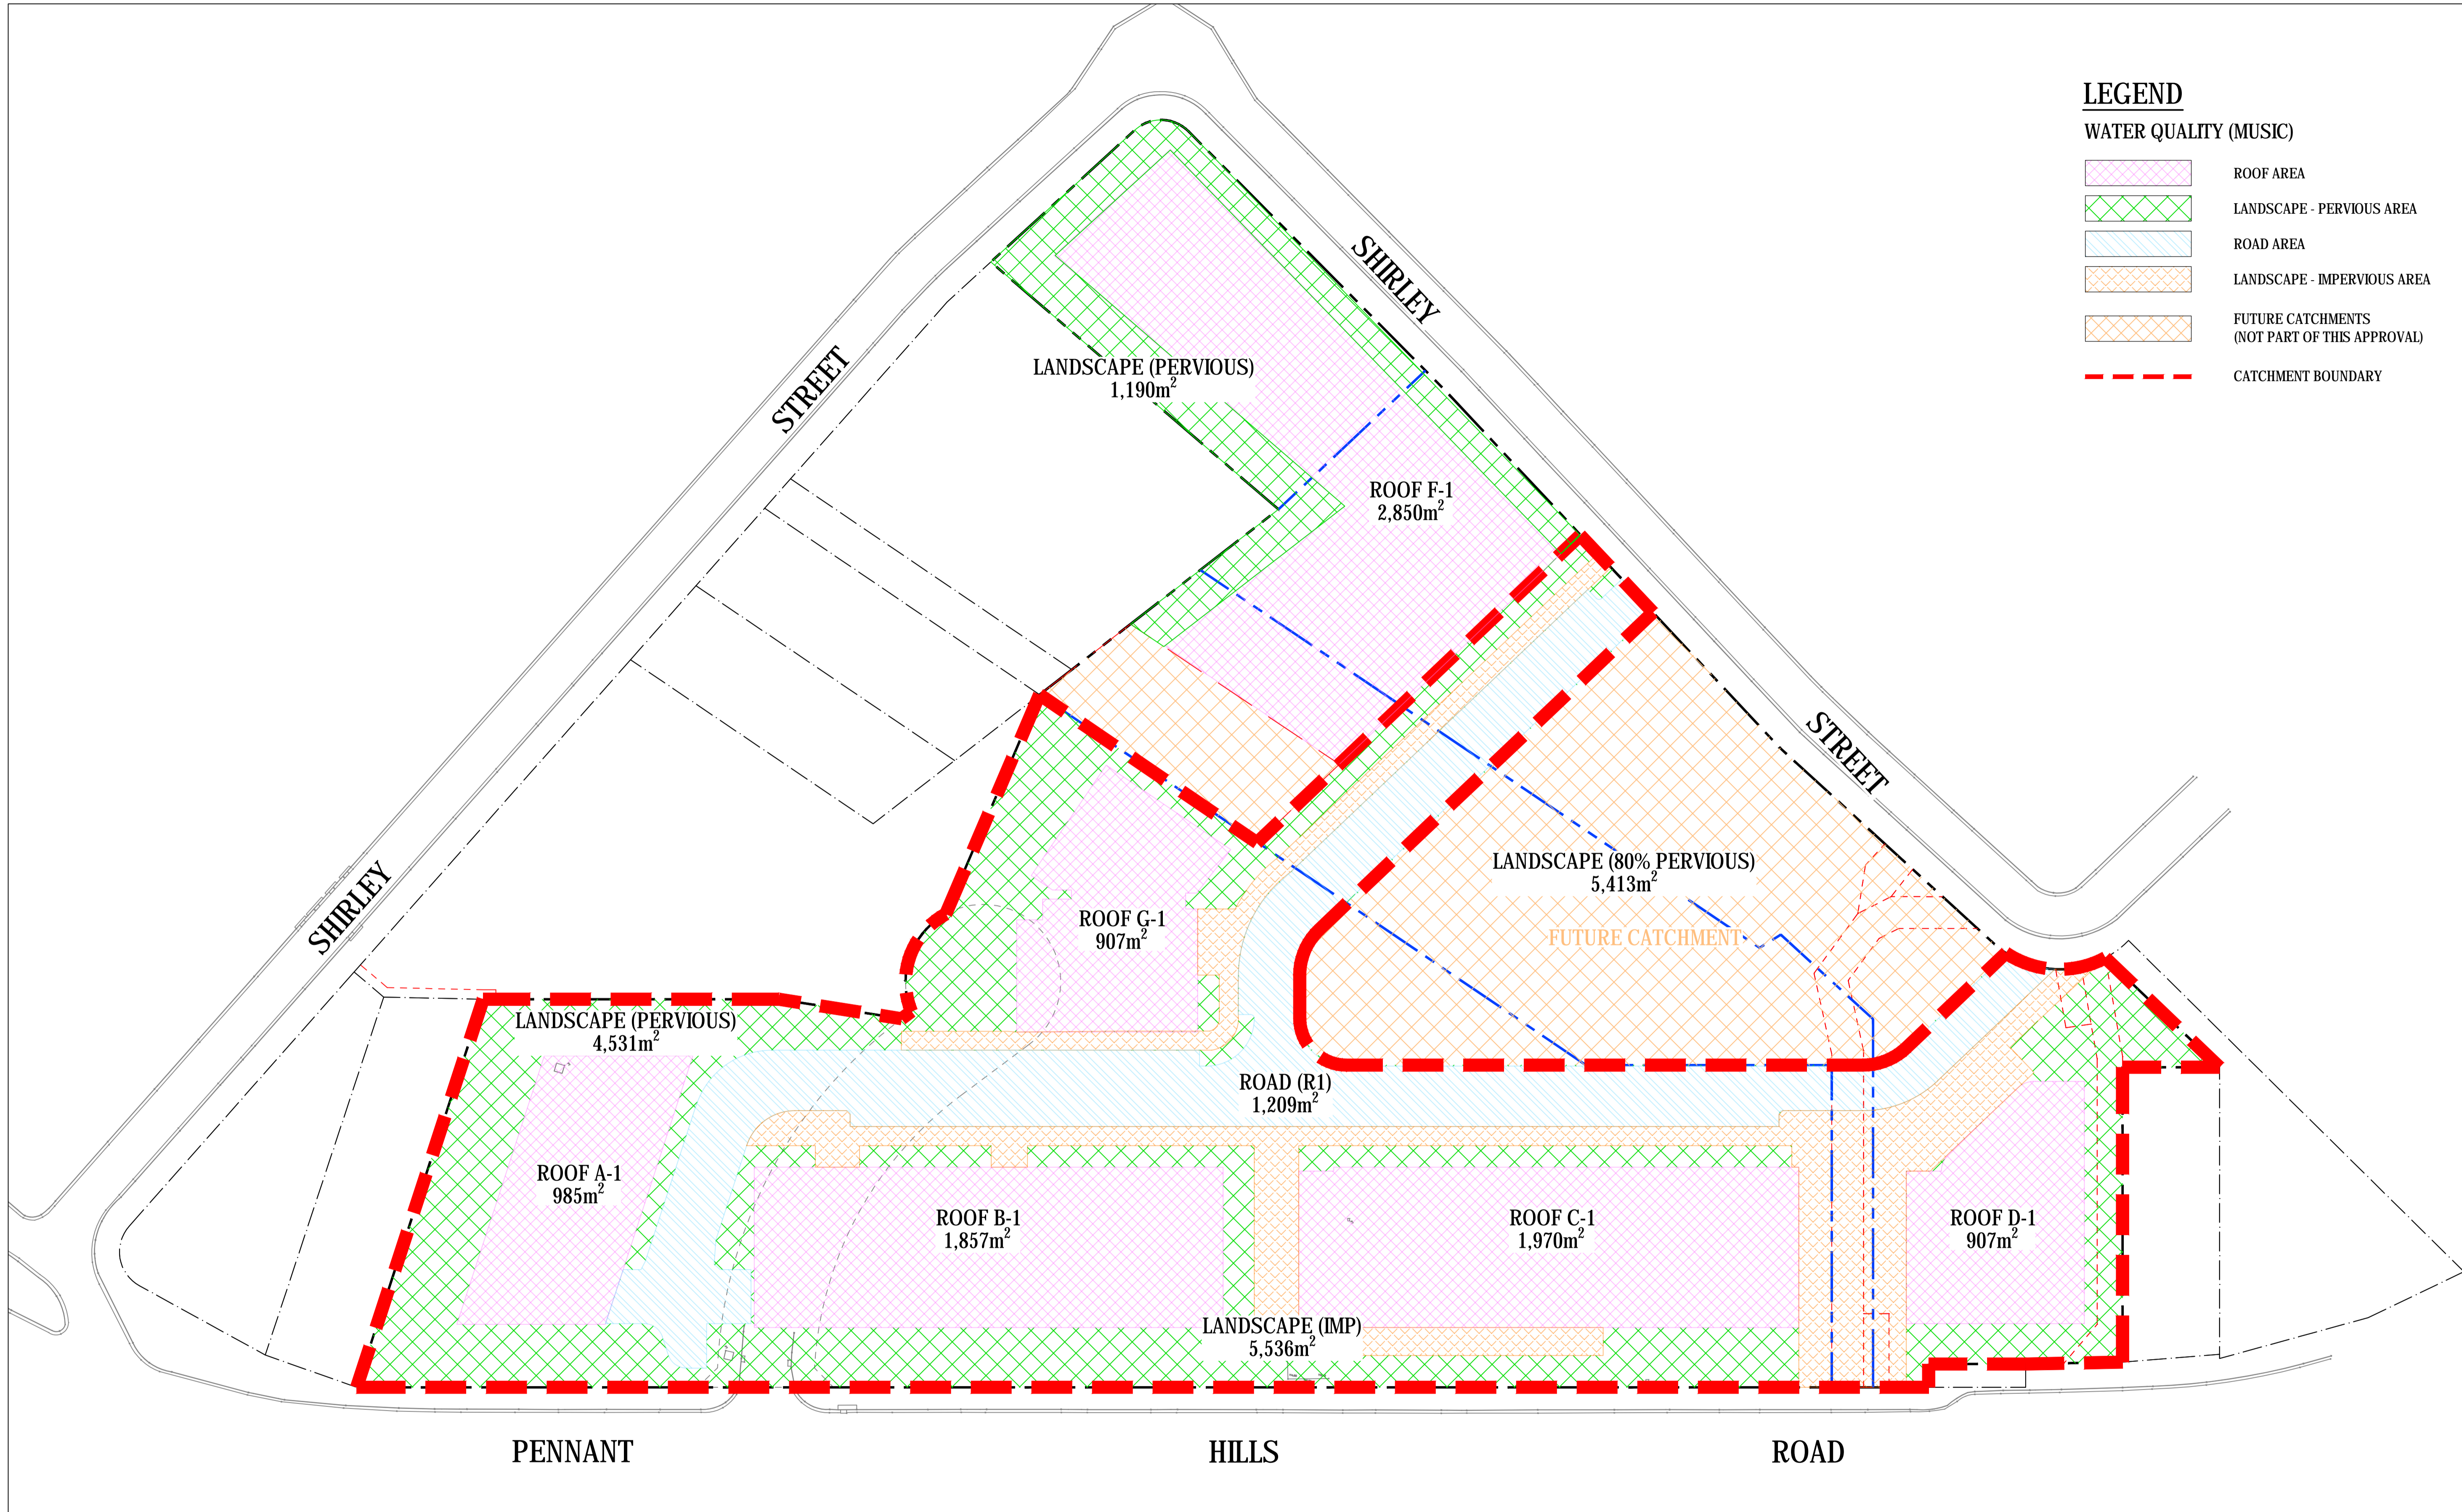 LEGEND
WATER QUALITY (MUSIC)
ROOF AREA
LANDSCAPE - PERVIOUS AREA
ROAD AREA
LANDSCAPE - IMPERVIOUS AREA
FUTURE CATCHMENTS
(NOT PART OF THIS APPROVAL)
CATCHMENT BOUNDARY
SHIRLEY
STREET
LANDSCAPE (PERVIOUS)
1,190m²
ROOF F-1
2,850m²
STREET
SHIRLEY
LANDSCAPE (80% PERVIOUS)
5,413m²
FUTURE CATCHMENT
ROOF G-1
907m²
LANDSCAPE (PERVIOUS)
4,531m²
ROAD (R1)
1,209m²
ROOF A-1
985m²
ROOF B-1
1,857m²
ROOF C-1
1,970m²
ROOF D-1
907m²
LANDSCAPE (IMP)
5,536m²
PENNANT
HILLS
ROAD